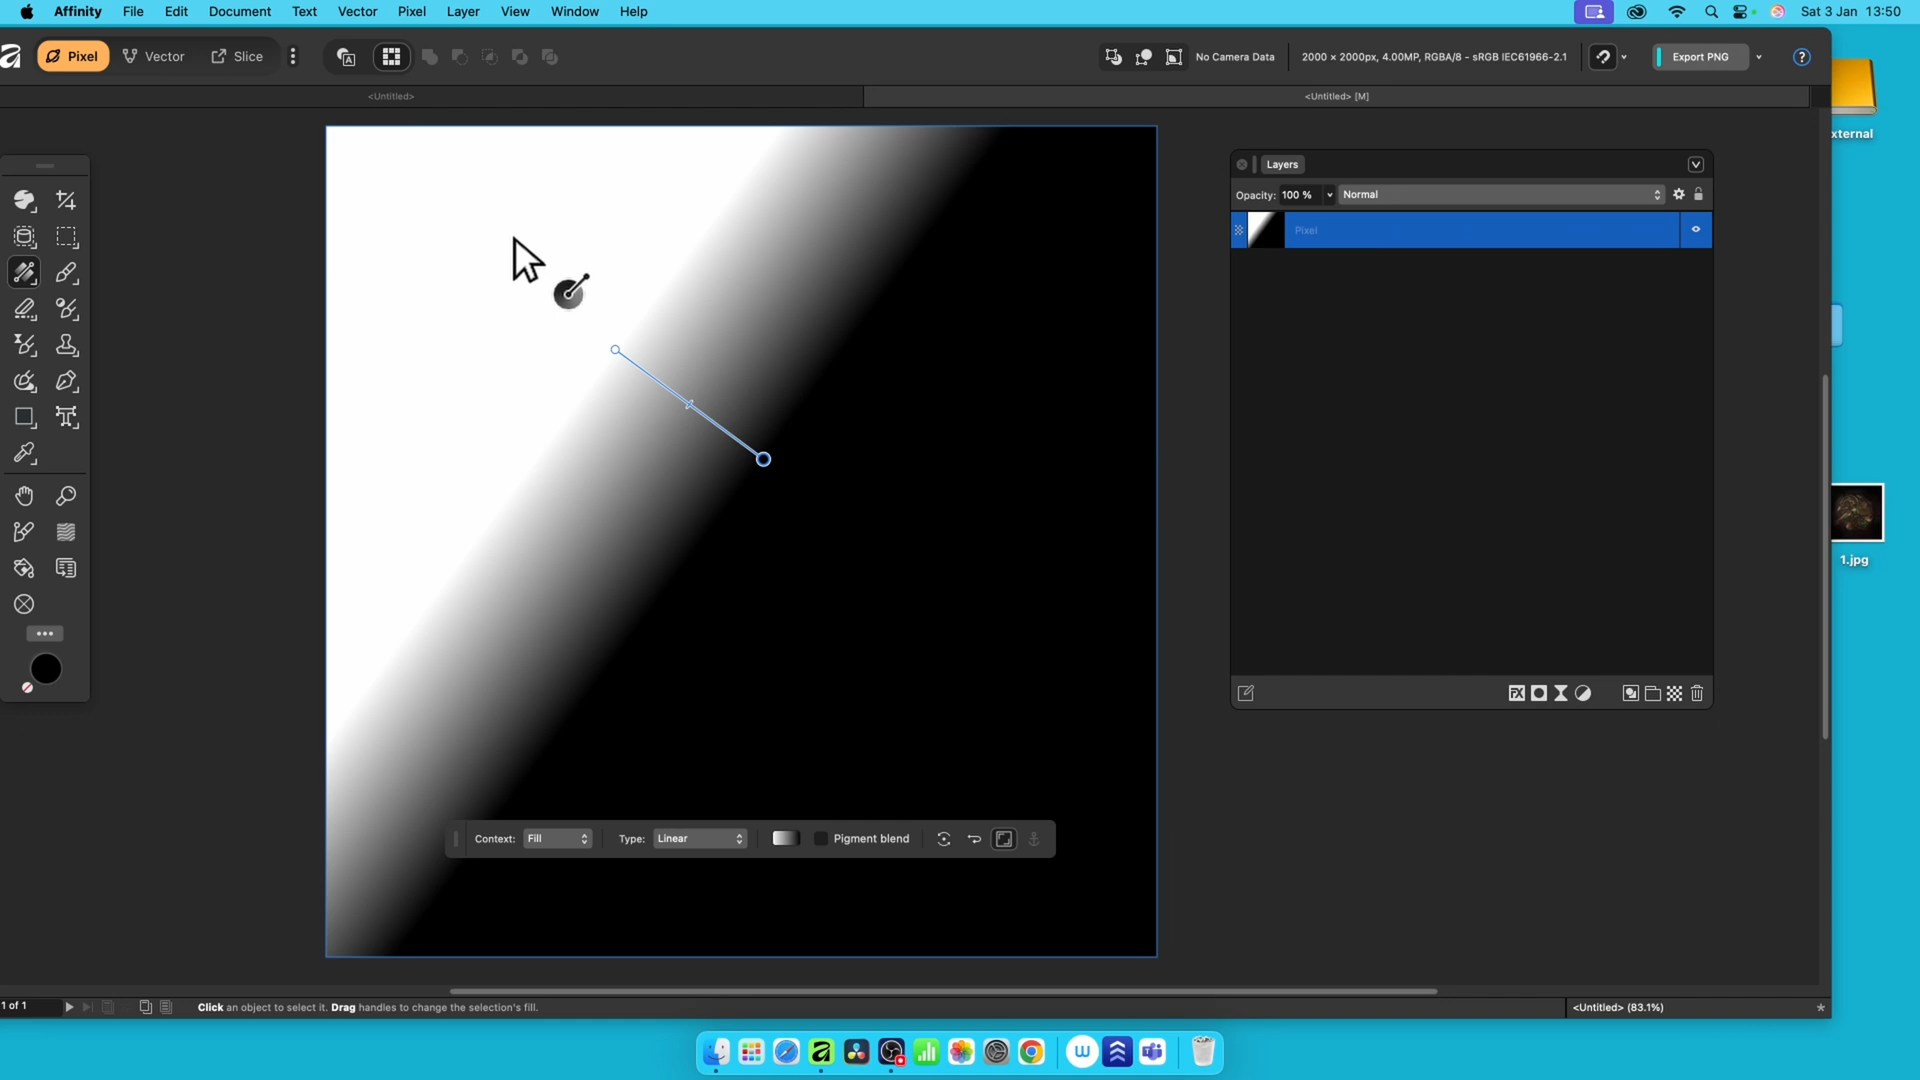 Affinity File Edit Document Text Vector Pixel Layer View Window Help Sat 3 Jan 13:50
Pixel Vector Slice No Camera Data 2000 × 2000px, 4.00MP, RGBA/8 - sRGB IEC61966-2.1 Export PNG ?
<Untitled> <Untitled> [M]
xternal
Layers
Opacity: 100 % Normal
Pixel
1.jpg
FX
Context: Fill Type: Linear Pigment blend
1 of 1 Click an object to select it. Drag handles to change the selection's fill. <Untitled> (83.1%)